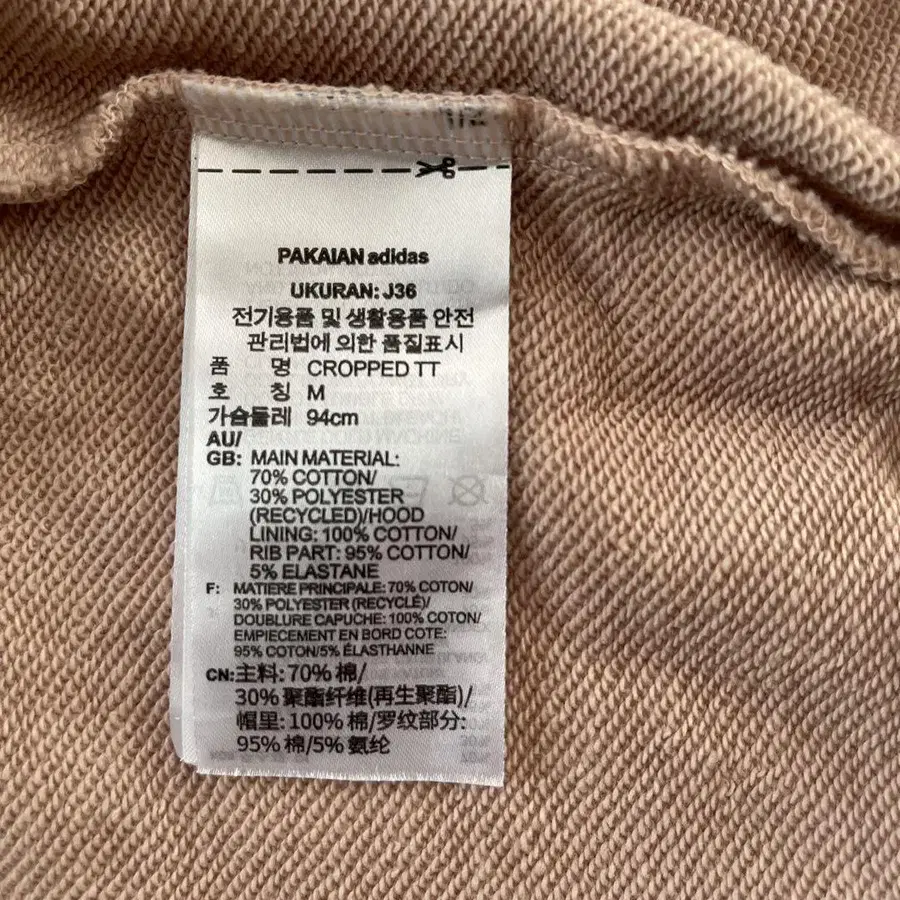 PAKAIAN adidas
UKURAN: J36
전기용품 및 생활용품 안전
관리법에 의한 품질표시
품 명 CROPPED TT
호 칭 M
가슴둘레 94cm
AU/
GB: MAIN MATERIAL:
70% COTTON/
30% POLYESTER
(RECYCLED)/HOOD
LINING: 100% COTTON/
RIB PART: 95% COTTON/
5% ELASTANE
F: MATIERE PRINCIPALE: 70% COTON/
30% POLYESTER (RECYCLÉ)/
DOUBLURE CAPUCHE: 100% COTON/
EMPIECEMENT EN BORD COTE:
95% COTON/5% ÉLASTHANNE
CN: 主料: 70% 棉/
30% 聚酯纤维(再生聚酯)/
帽里: 100% 棉/罗纹部分:
95% 棉/5% 氨纶